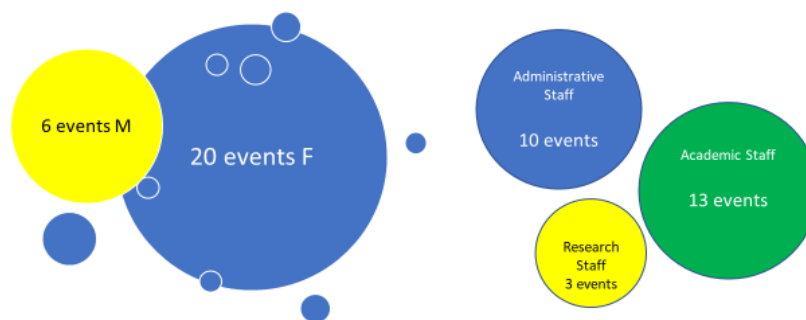 6 events M
20 events F
Administrative
Staff
10 events
Academic Staff
13 events
Research
Staff
3 events